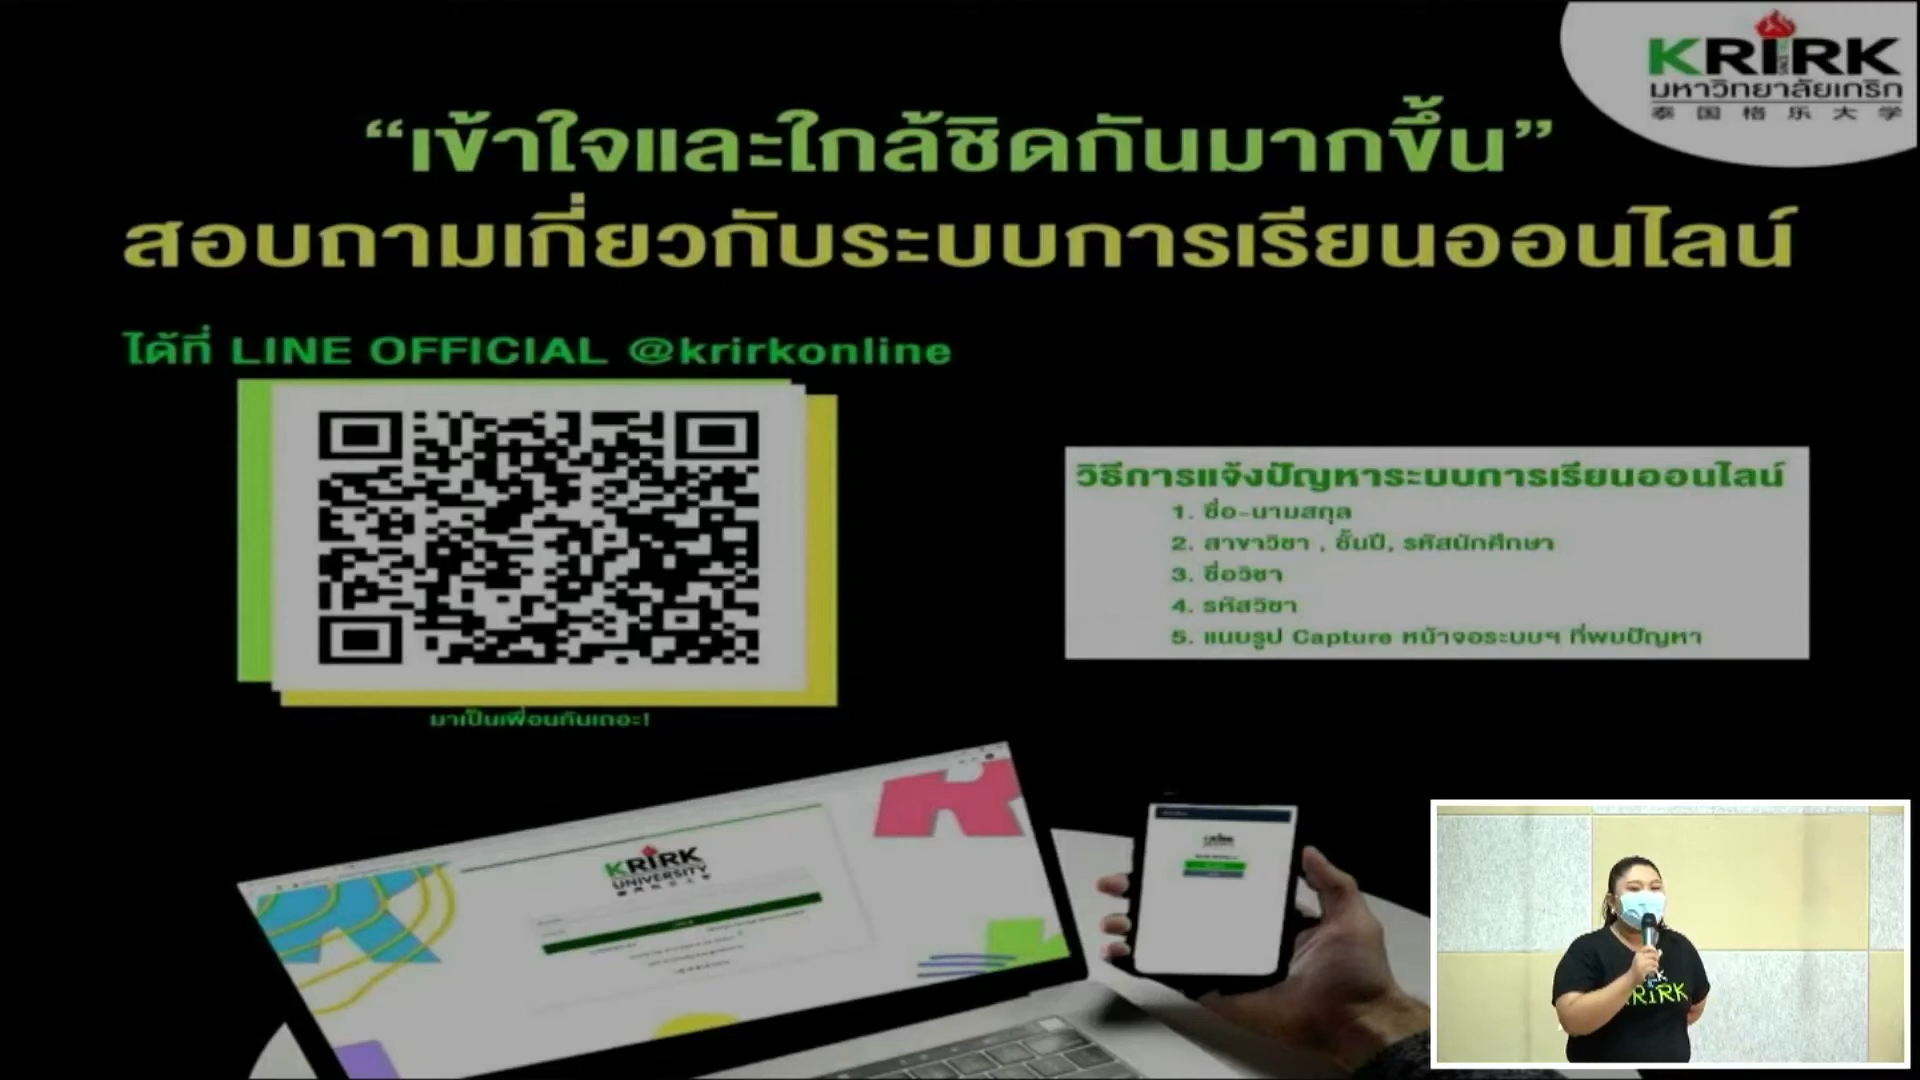 KRIRK
มหาวิทยาลัยเกริก
泰国格乐大学
“เข้าใจและใกล้ชิดกันมากขึ้น”
สอบถามเกี่ยวกับระบบการเรียนออนไลน์
ได้ที่ LINE OFFICIAL @krirkonline
วิธีการแจ้งปัญหาระบบการเรียนออนไลน์
1. ชื่อ-นามสกุล
2. สาขาวิชา , ชั้นปี, รหัสนักศึกษา
3. ชื่อวิชา
4. รหัสวิชา
5. แนบรูป Capture หน้าจอระบบฯ ที่พบปัญหา
มาเป็นเพื่อนกันเถอะ!
KRIRK
UNIVERSITY
KRIRK
KRIRK